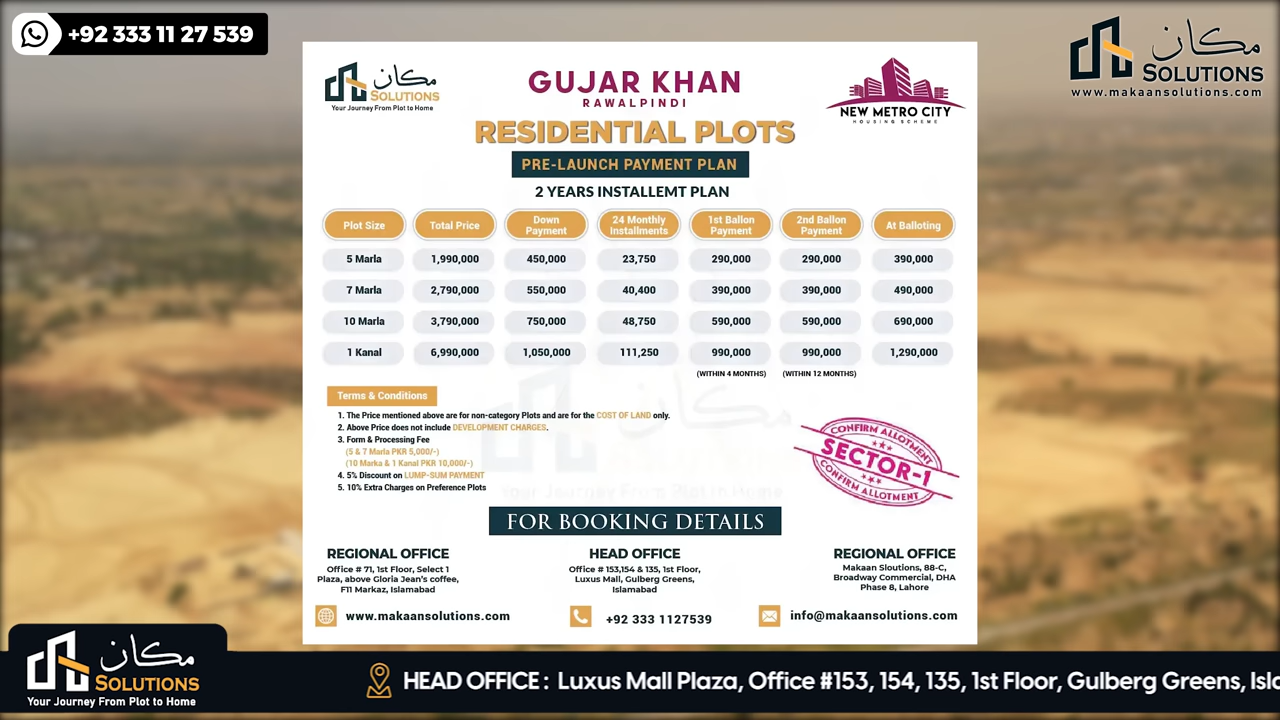 +92 333 11 27 539
مكان
SOLUTIONS
www.makaansolutions.com
مكان
SOLUTIONS
Your Journey From Plot to Home
GUJAR KHAN
RAWALPINDI
NEW METRO CITY
HOUSING SCHEME
RESIDENTIAL PLOTS
PRE-LAUNCH PAYMENT PLAN
2 YEARS INSTALLEMT PLAN
Plot Size Total Price Down Payment 24 Monthly Installments 1st Ballon Payment 2nd Ballon Payment At Balloting
5 Marla 1,990,000 450,000 23,750 290,000 290,000 390,000
7 Marla 2,790,000 550,000 40,400 390,000 390,000 490,000
10 Marla 3,790,000 750,000 48,750 590,000 590,000 690,000
1 Kanal 6,990,000 1,050,000 111,250 990,000 990,000 1,290,000
(WITHIN 4 MONTHS) (WITHIN 12 MONTHS)
Terms & Conditions
1. The Price mentioned above are for non-category Plots and are for the COST OF LAND only.
2. Above Price does not include DEVELOPMENT CHARGES.
3. Form & Processing Fee
(5 & 7 Marla PKR 5,000/-)
(10 Marka & 1 Kanal PKR 10,000/-)
4. 5% Discount on LUMP-SUM PAYMENT
5. 10% Extra Charges on Preference Plots
CONFIRM ALLOTMENT
SECTOR-1
CONFIRM ALLOTMENT
مكان
Your Journey From Plot to Home
FOR BOOKING DETAILS
REGIONAL OFFICE
Office # 71, 1st Floor, Select 1
Plaza, above Gloria Jean's coffee,
F11 Markaz, Islamabad
HEAD OFFICE
Office # 153,154 & 135, 1st Floor,
Luxus Mall, Gulberg Greens,
Islamabad
REGIONAL OFFICE
Makaan Sloutions, 88-C,
Broadway Commercial, DHA
Phase 8, Lahore
www.makaansolutions.com
+92 333 1127539
info@makaansolutions.com
مكان
SOLUTIONS
Your Journey From Plot to Home
HEAD OFFICE : Luxus Mall Plaza, Office #153, 154, 135, 1st Floor, Gulberg Greens, Isla